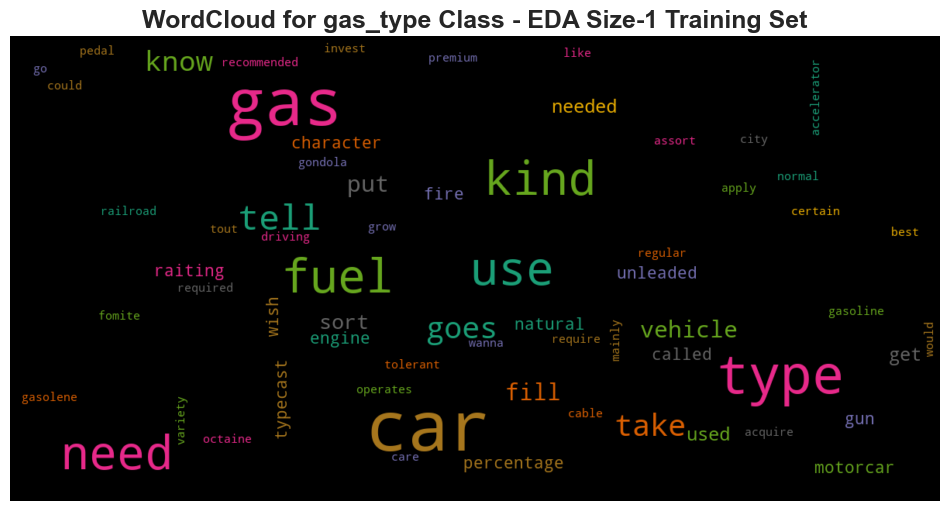 WordCloud for gas_type Class - EDA Size-1 Training Set
pedal
invest
know
recommended
premium
like
go
could
gas
needed
accelerator
character
assort
city
gondola
kind
put
fire
normal
apply
railroad
tell
tout
driving
grow
certain
best
raiting
required
fuel
use
regular
unleaded
fomite
wish
sort
engine
goes
wanna
natural
require
mainly
vehicle
called
gasoline
would
get
tolerant
type
typecast
operates
gasolene
variety
octaine
car
care
fill
cable
take
used
acquire
gun
need
percentage
motorcar